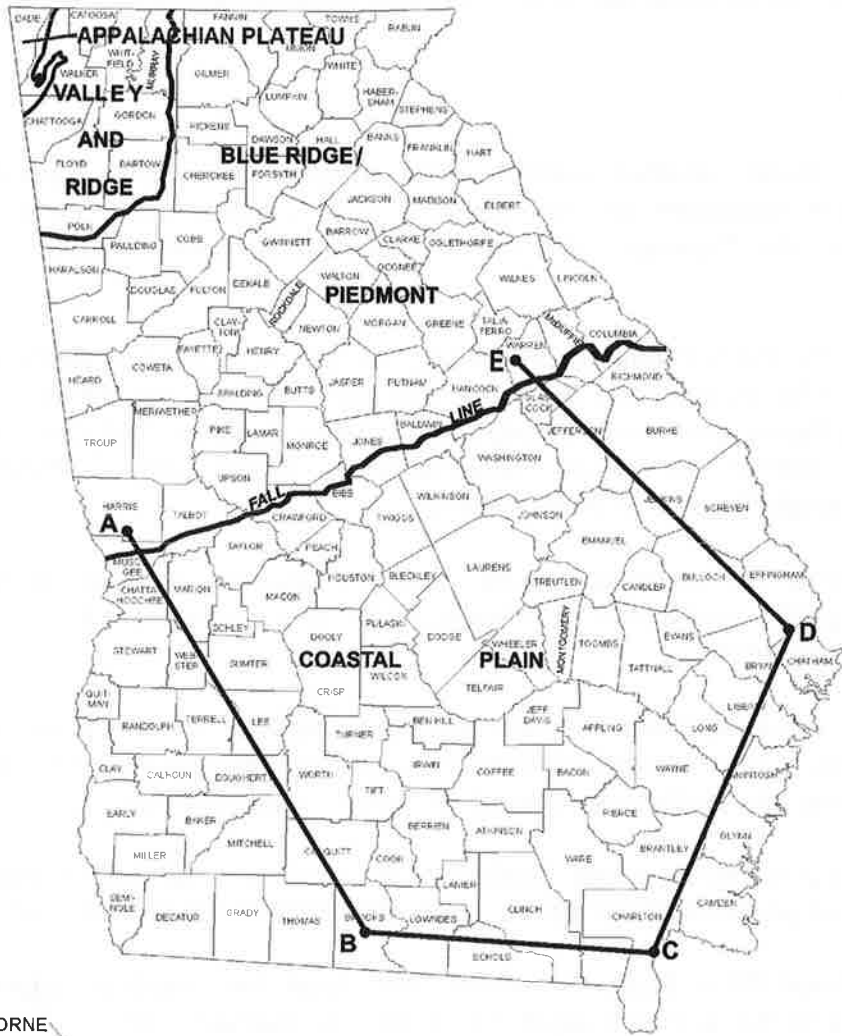 DADE CATOOSA FANNIN TOWNS RABUN
APPALACHIAN PLATEAU
UNION
WHIT-
FIELD
MURRAY
WALKER
GILMER
WHITE
HABER-
SHAM
VALLEY
LUMPKIN
STEPHENS
CHATTOOGA
GORDON
PICKENS
DAWSON
HALL
BANKS
FRANKLIN
HART
AND
BLUE RIDGE/
FLOYD
BARTOW
CHEROKEE
FORSYTH
RIDGE
JACKSON
MADISON
ELBERT
POLK
PAULDING
COBB
GWINNETT
BARROW
CLARKE
OGLETHORPE
HARALSON
DOUGLAS
FULTON
DEKALB
ROCKDALE
WALTON
OCONEE
WILKES
LINCOLN
PIEDMONT
CARROLL
CLAY-
TON
NEWTON
MORGAN
GREENE
TALIA-
FERRO
MCDUFFIE
COLUMBIA
FAYETTE
HENRY
WARREN
E
HEARD
COWETA
SPALDING
BUTTS
JASPER
PUTNAM
HANCOCK
GLAS-
COCK
RICHMOND
TROUP
MERIWETHER
PIKE
LAMAR
MONROE
JONES
BALDWIN
LINE
JEFFERSON
BURKE
UPSON
WASHINGTON
HARRIS
TALBOT
FALL
BIBB
WILKINSON
JENKINS
SCREVEN
A
CRAWFORD
TWIGGS
JOHNSON
MUSCO-
GEE
TAYLOR
PEACH
EMANUEL
CHATTA
HOOCHEE
MARION
MACON
HOUSTON
BLECKLEY
LAURENS
TREUTLEN
CANDLER
BULLOCH
EFFINGHAM
SCHLEY
PULASKI
DOOLY
DODGE
WHEELER
MONTGOMERY
TOOMBS
EVANS
D
STEWART
WEB-
STER
SUMTER
COASTAL PLAIN
TATTNALL
BRYAN
CHATHAM
CRISP
WILCOX
TELFAIR
QUIT-
MAN
RANDOLPH
TERRELL
LEE
TURNER
BEN HILL
JEFF
DAVIS
APPLING
LONG
LIBERTY
CLAY
CALHOUN
DOUGHERTY
WORTH
TIFT
IRWIN
COFFEE
BACON
WAYNE
MCINTOSH
EARLY
BAKER
MITCHELL
COLQUITT
COOK
BERRIEN
ATKINSON
PIERCE
BRANTLEY
GLYNN
MILLER
WARE
LANIER
SEMI-
NOLE
DECATUR
GRADY
THOMAS
BROOKS
LOWNDES
CLINCH
CHARLTON
CAMDEN
B
ECHOLS
C
ORNE